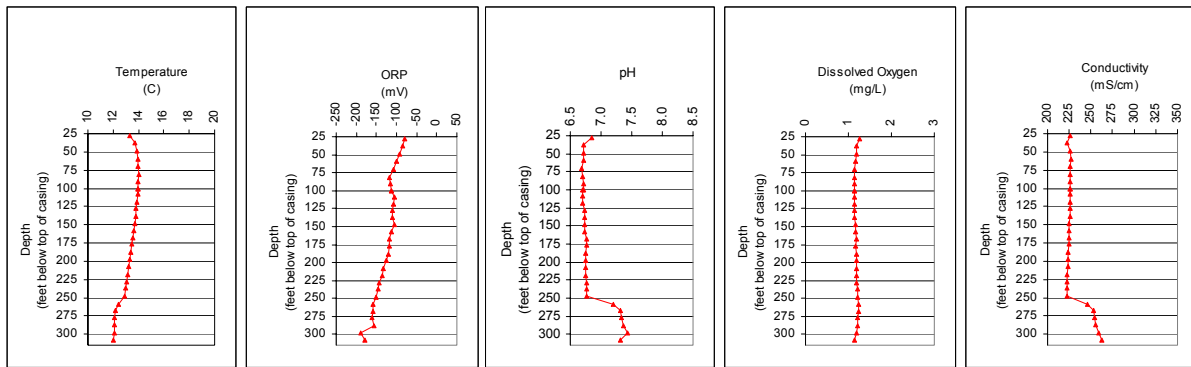 Temperature
(C)
10 12 14 16 18 20
25
50
75
100
125
150
175
200
225
250
275
300
Depth
(feet below top of casing)
ORP
(mV)
-250 -200 -150 -100 -50 0 50
25
50
75
100
125
150
175
200
225
250
275
300
Depth
(feet below top of casing)
pH
6.5 7.0 7.5 8.0 8.5
25
50
75
100
125
150
175
200
225
250
275
300
Depth
(feet below top of casing)
Dissolved Oxygen
(mg/L)
0 1 2 3
25
50
75
100
125
150
175
200
225
250
275
300
Depth
(feet below top of casing)
Conductivity
(mS/cm)
200 225 250 275 300 325 350
25
50
75
100
125
150
175
200
225
250
275
300
Depth
(feet below top of casing)